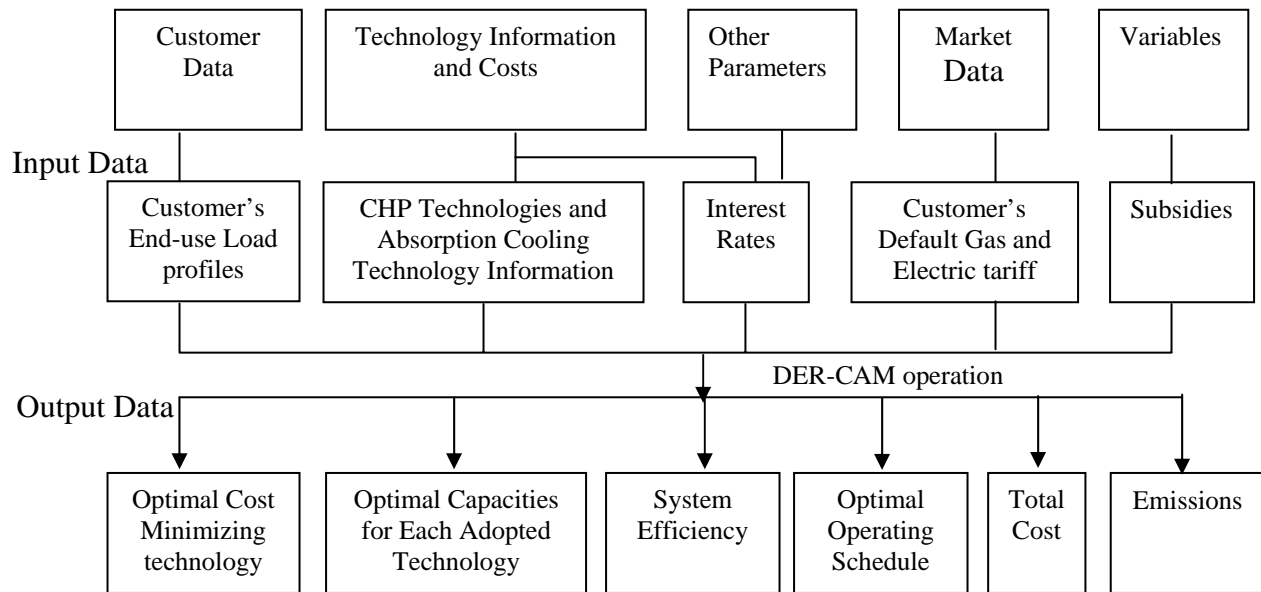 Customer
Data
Technology Information
and Costs
Other
Parameters
Market
Data
Variables
Input Data
Customer’s
End-use Load
profiles
CHP Technologies and
Absorption Cooling
Technology Information
Interest
Rates
Customer’s
Default Gas and
Electric tariff
Subsidies
DER-CAM operation
Output Data
Optimal Cost
Minimizing
technology
Optimal Capacities
for Each Adopted
Technology
System
Efficiency
Optimal
Operating
Schedule
Total
Cost
Emissions